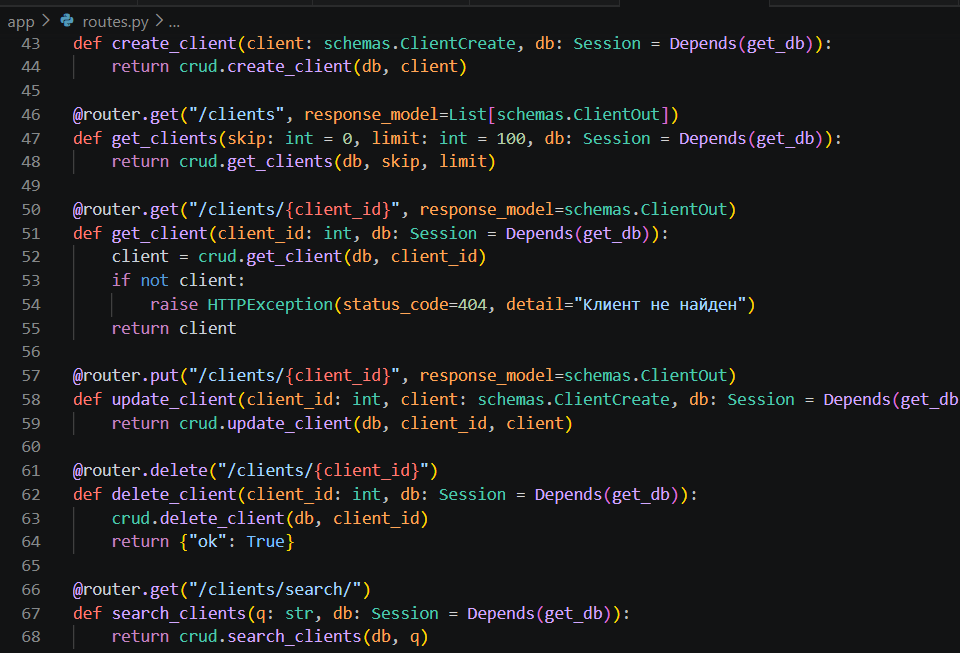 app > routes.py > ...
43 def create_client(client: schemas.ClientCreate, db: Session = Depends(get_db)):
44     return crud.create_client(db, client)
45
46 @router.get("/clients", response_model=List[schemas.ClientOut])
47 def get_clients(skip: int = 0, limit: int = 100, db: Session = Depends(get_db)):
48     return crud.get_clients(db, skip, limit)
49
50 @router.get("/clients/{client_id}", response_model=schemas.ClientOut)
51 def get_client(client_id: int, db: Session = Depends(get_db)):
52     client = crud.get_client(db, client_id)
53     if not client:
54         raise HTTPException(status_code=404, detail="Клиент не найден")
55     return client
56
57 @router.put("/clients/{client_id}", response_model=schemas.ClientOut)
58 def update_client(client_id: int, client: schemas.ClientCreate, db: Session = Depends(get_db
59     return crud.update_client(db, client_id, client)
60
61 @router.delete("/clients/{client_id}")
62 def delete_client(client_id: int, db: Session = Depends(get_db)):
63     crud.delete_client(db, client_id)
64     return {"ok": True}
65
66 @router.get("/clients/search/")
67 def search_clients(q: str, db: Session = Depends(get_db)):
68     return crud.search_clients(db, q)